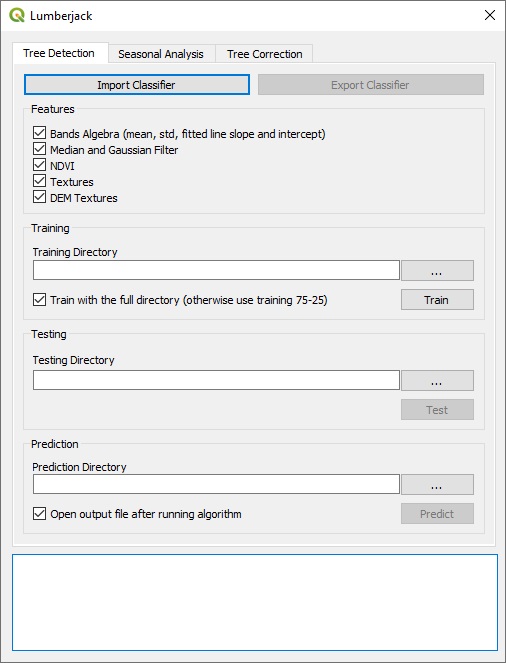 Lumberjack
Tree Detection Seasonal Analysis Tree Correction
Import Classifier Export Classifier
Features
Bands Algebra (mean, std, fitted line slope and intercept)
Median and Gaussian Filter
NDVI
Textures
DEM Textures
Training
Training Directory
...
Train with the full directory (otherwise use training 75-25) Train
Testing
Testing Directory
...
Test
Prediction
Prediction Directory
...
Open output file after running algorithm Predict